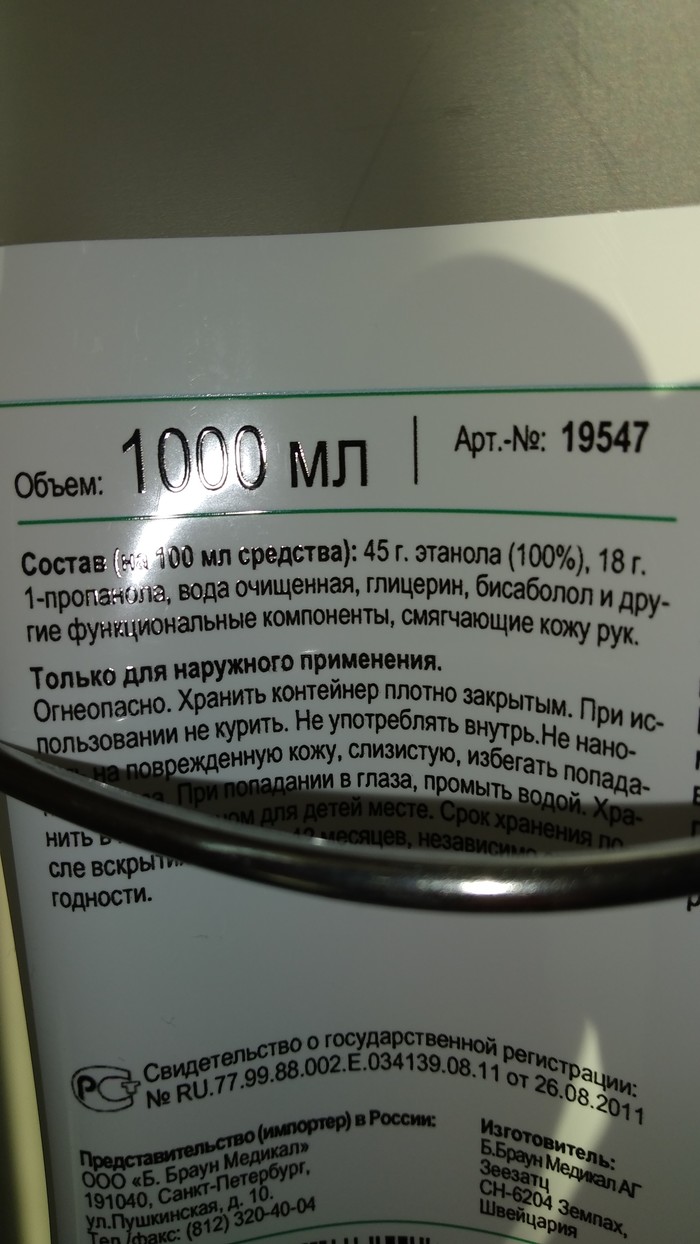 Объем: 1000 мл
Арт.-№: 19547
Состав (на 100 мл средства): 45 г. этанола (100%), 18 г.
1-пропанола, вода очищенная, глицерин, бисаболол и дру-
гие функциональные компоненты, смягчающие кожу рук.
Только для наружного применения.
Огнеопасно. Хранить контейнер плотно закрытым. При ис-
пользовании не курить. Не употреблять внутрь.Не нано-
на поврежденную кожу, слизистую, избегать попада-
При попадании в глаза, промыть водой. Хра-
нить в для детей месте. Срок хранения по
сле месяцев, независимо
годности.
РСТ
Свидетельство о государственной регистрации:
№ RU.77.99.88.002.E.034139.08.11 от 26.08.2011
Представительство (импортер) в России:
ООО «Б. Браун Медикал»
191040, Санкт-Петербург,
ул.Пушкинская, д. 10.
Тел./факс: (812) 320-40-04
Изготовитель:
Б.Браун Медикал АГ
Зеезатц
СН-6204 Земпах,
Швейцария